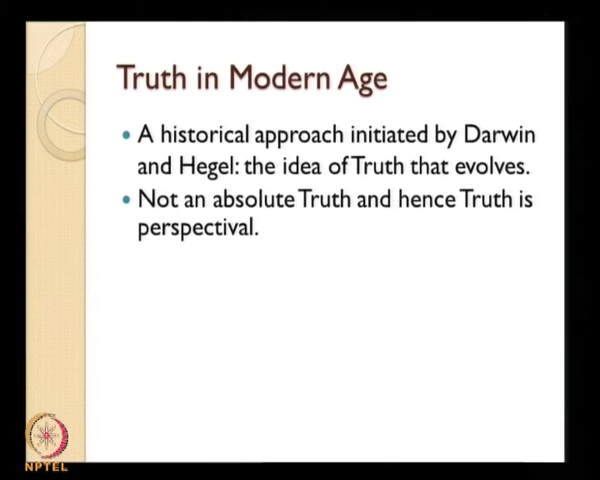 Truth in Modern Age
• A historical approach initiated by Darwin
and Hegel: the idea of Truth that evolves.
• Not an absolute Truth and hence Truth is
perspectival.
NPTEL